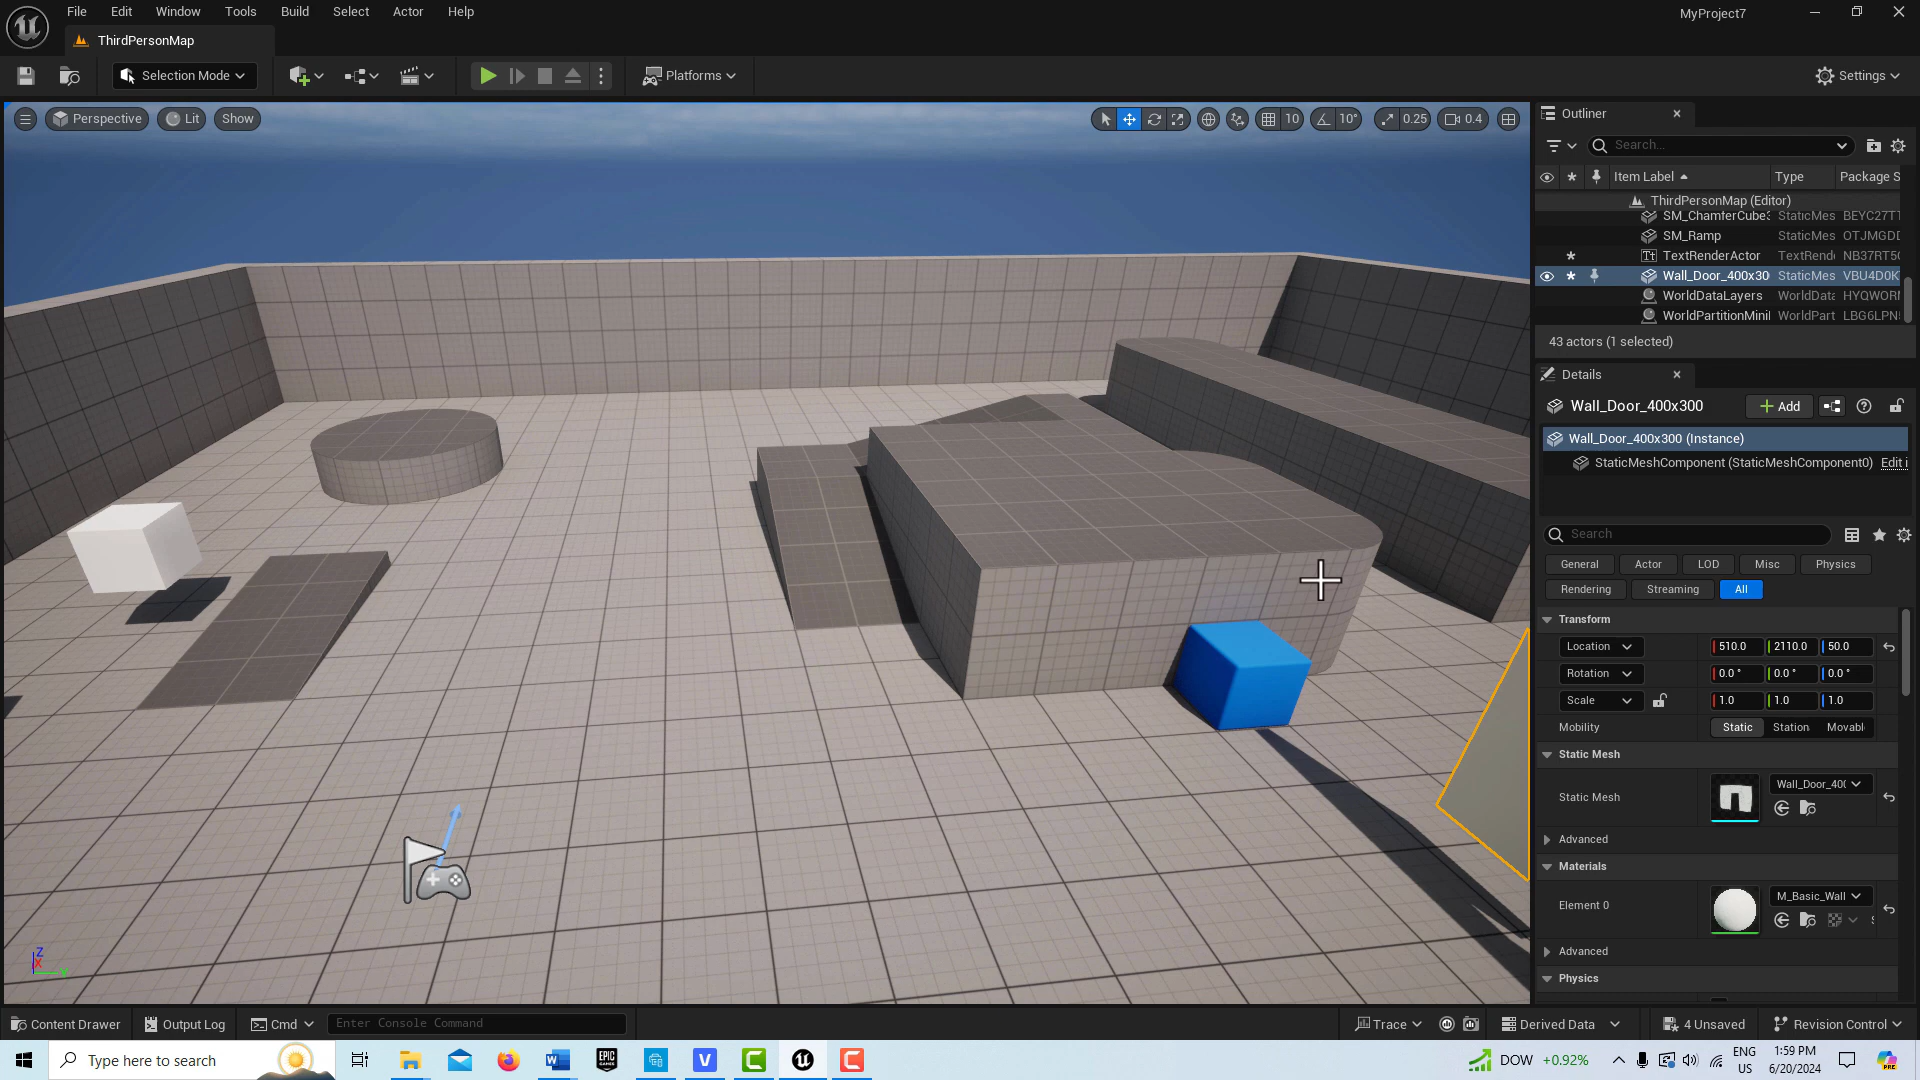 File Edit Window Tools Build Select Actor Help
MyProject7
ThirdPersonMap
Selection Mode
Platforms
Settings
Perspective Lit Show
10 10° 0.25 0.4
Outliner
Search...
Item Label Type Package S
ThirdPersonMap (Editor)
SM_ChamferCube3 StaticMes BEYC27T1
SM_Ramp StaticMes OTJMGDD
TextRenderActor TextRende NB37RT5
Wall_Door_400x30 StaticMes VBU4D0K
WorldDataLayers WorldData HYQWOR
WorldPartitionMini WorldPart LBG6LPN
43 actors (1 selected)
Details
Wall_Door_400x300
Add
Wall_Door_400x300 (Instance)
StaticMeshComponent (StaticMeshComponent0) Edit i
Search
General Actor LOD Misc Physics
Rendering Streaming All
Transform
Location 510.0 2110.0 50.0
Rotation 0.0° 0.0° 0.0°
Scale 1.0 1.0 1.0
Mobility Static Station Movabl
Static Mesh
Static Mesh Wall_Door_40(
Advanced
Materials
Element 0 M_Basic_Wall
Advanced
Physics
Z
X
Y
Content Drawer Output Log Cmd Enter Console Command
Trace Derived Data 4 Unsaved Revision Control
Type here to search
EPIC GAMES
DOW +0.92%
ENG
US
1:59 PM
6/20/2024